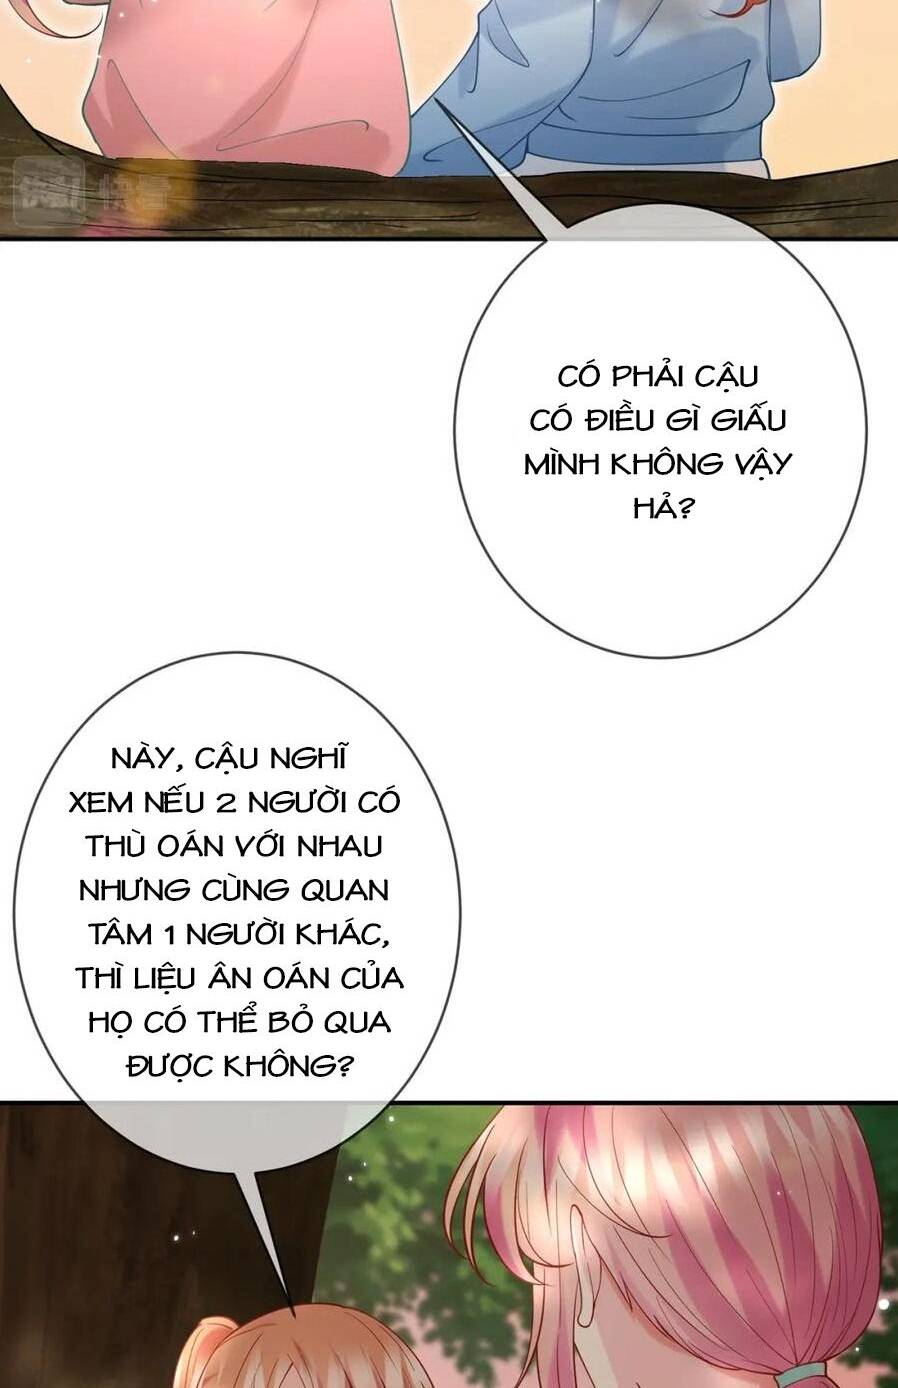 快看
CÓ PHẢI CẬU
CÓ ĐIỀU GÌ GIẤU
MÌNH KHÔNG VẬY
HẢ?
NÀY, CẬU NGHĨ
XEM NẾU 2 NGƯỜI CÓ
THÙ OÁN VỚI NHAU
NHƯNG CÙNG QUAN
TÂM 1 NGƯỜI KHÁC,
THÌ LIỆU ÂN OÁN CỦA
HỌ CÓ THỂ BỎ QUA
ĐƯỢC KHÔNG?